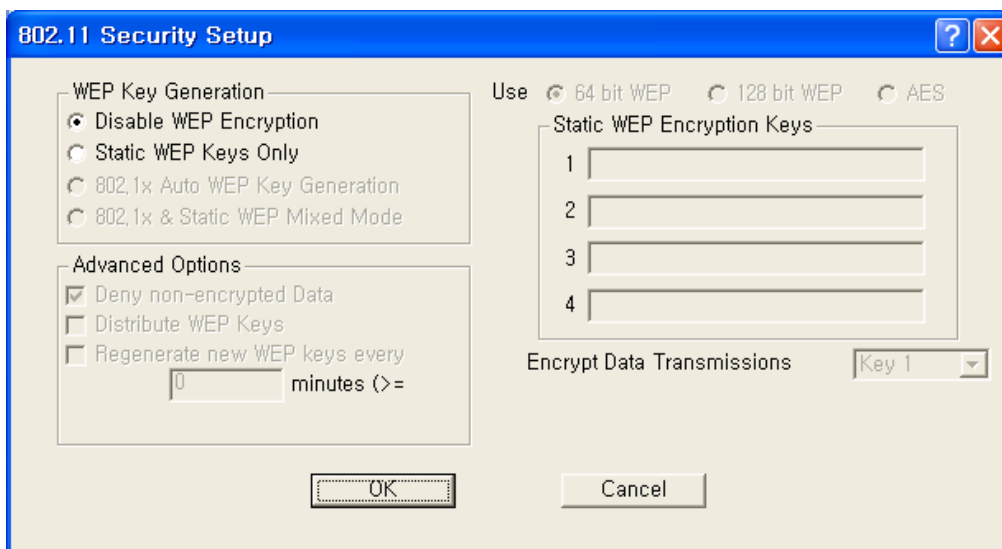 802.11 Security Setup
WEP Key Generation
Disable WEP Encryption
Static WEP Keys Only
802.1x Auto WEP Key Generation
802.1x & Static WEP Mixed Mode
Advanced Options
Deny non-encrypted Data
Distribute WEP Keys
Regenerate new WEP keys every
0 minutes (>=
Use 64 bit WEP 128 bit WEP AES
Static WEP Encryption Keys
1
2
3
4
Encrypt Data Transmissions Key 1
OK Cancel